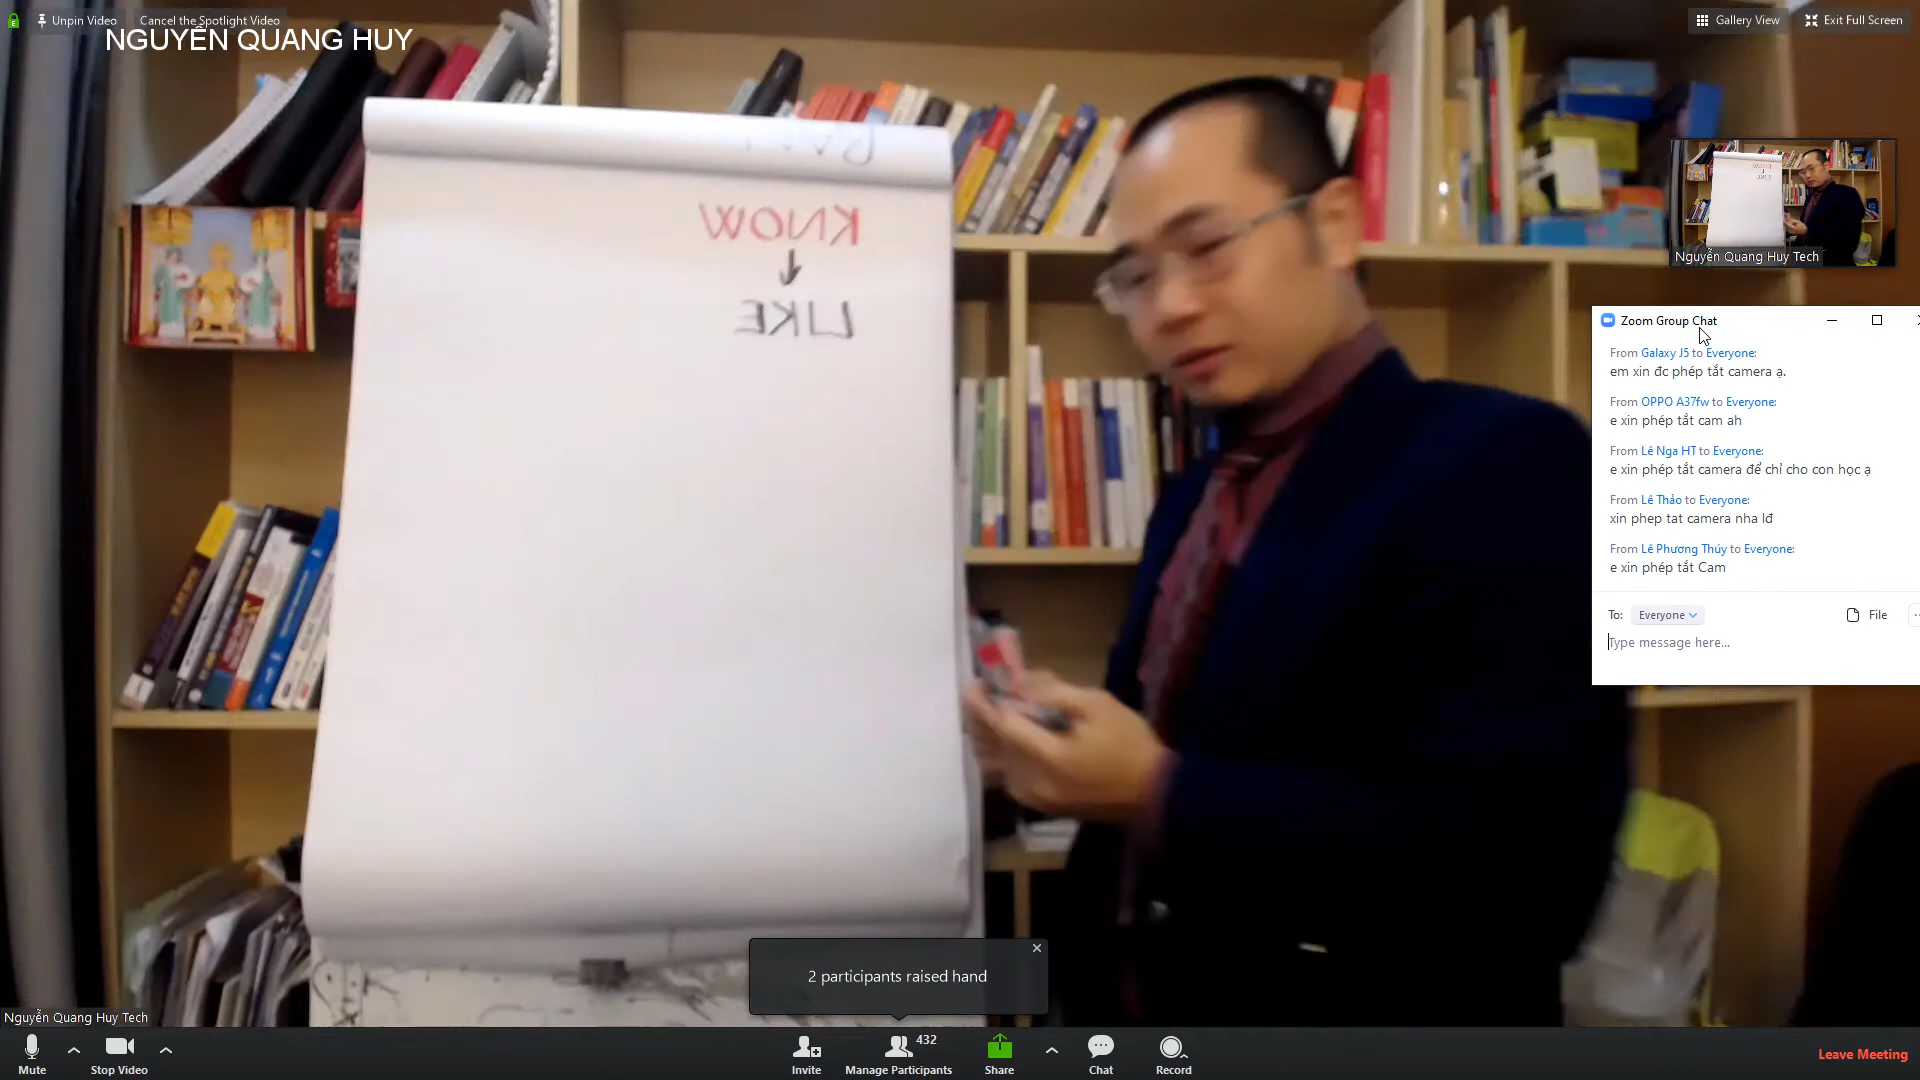 Unpin Video
Cancel the Spotlight Video
Gallery View
Exit Full Screen
NGUYỄN QUANG HUY
KNOW
LIKE
Nguyễn Quang Huy Tech
Zoom Group Chat
From Galaxy J5 to Everyone:
em xin đc phép tắt camera ạ.
From OPPO A37fw to Everyone:
e xin phép tắt cam ah
From Lê Nga HT to Everyone:
e xin phép tắt camera để chỉ cho con học ạ
From Lê Thảo to Everyone:
xin phep tat camera nha lđ
From Lê Phương Thúy to Everyone:
e xin phép tắt Cam
To: Everyone
File
Type message here...
2 participants raised hand
Nguyễn Quang Huy Tech
Mute
Stop Video
Invite
432
Manage Participants
Share
Chat
Record
Leave Meeting